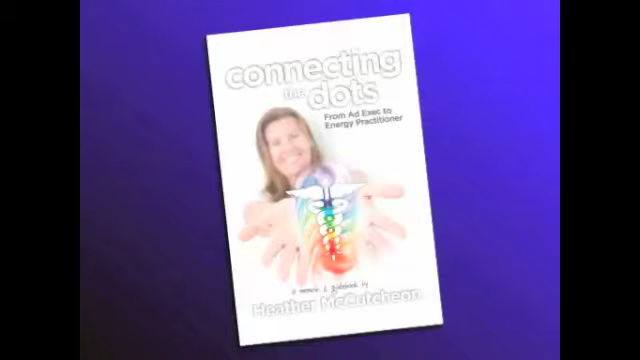 connecting
the dots
From Ad Exec to
Energy Practitioner
a memoir & guidebook by
Heather McCutcheon